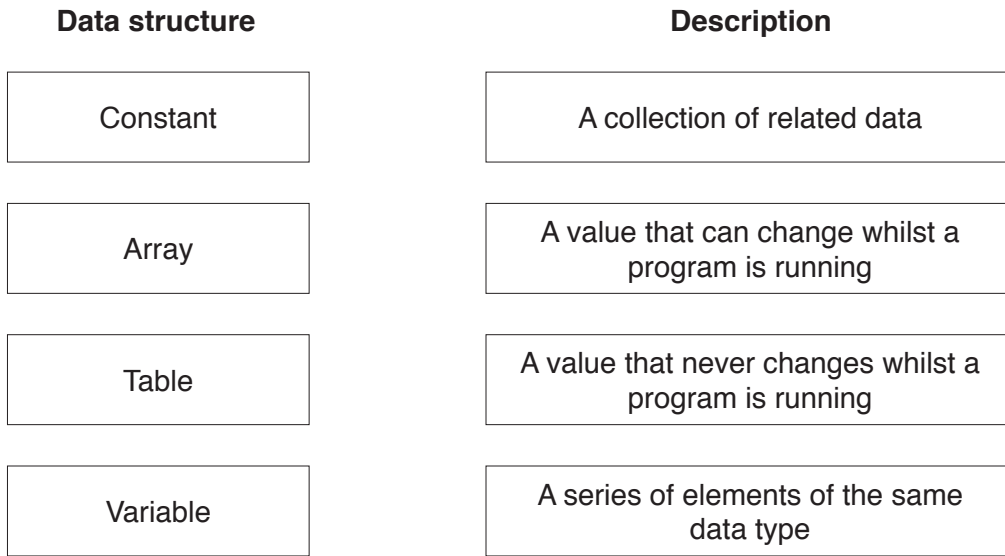 Data structure
Description
Constant
A collection of related data
Array
A value that can change whilst a
program is running
Table
A value that never changes whilst a
program is running
Variable
A series of elements of the same
data type